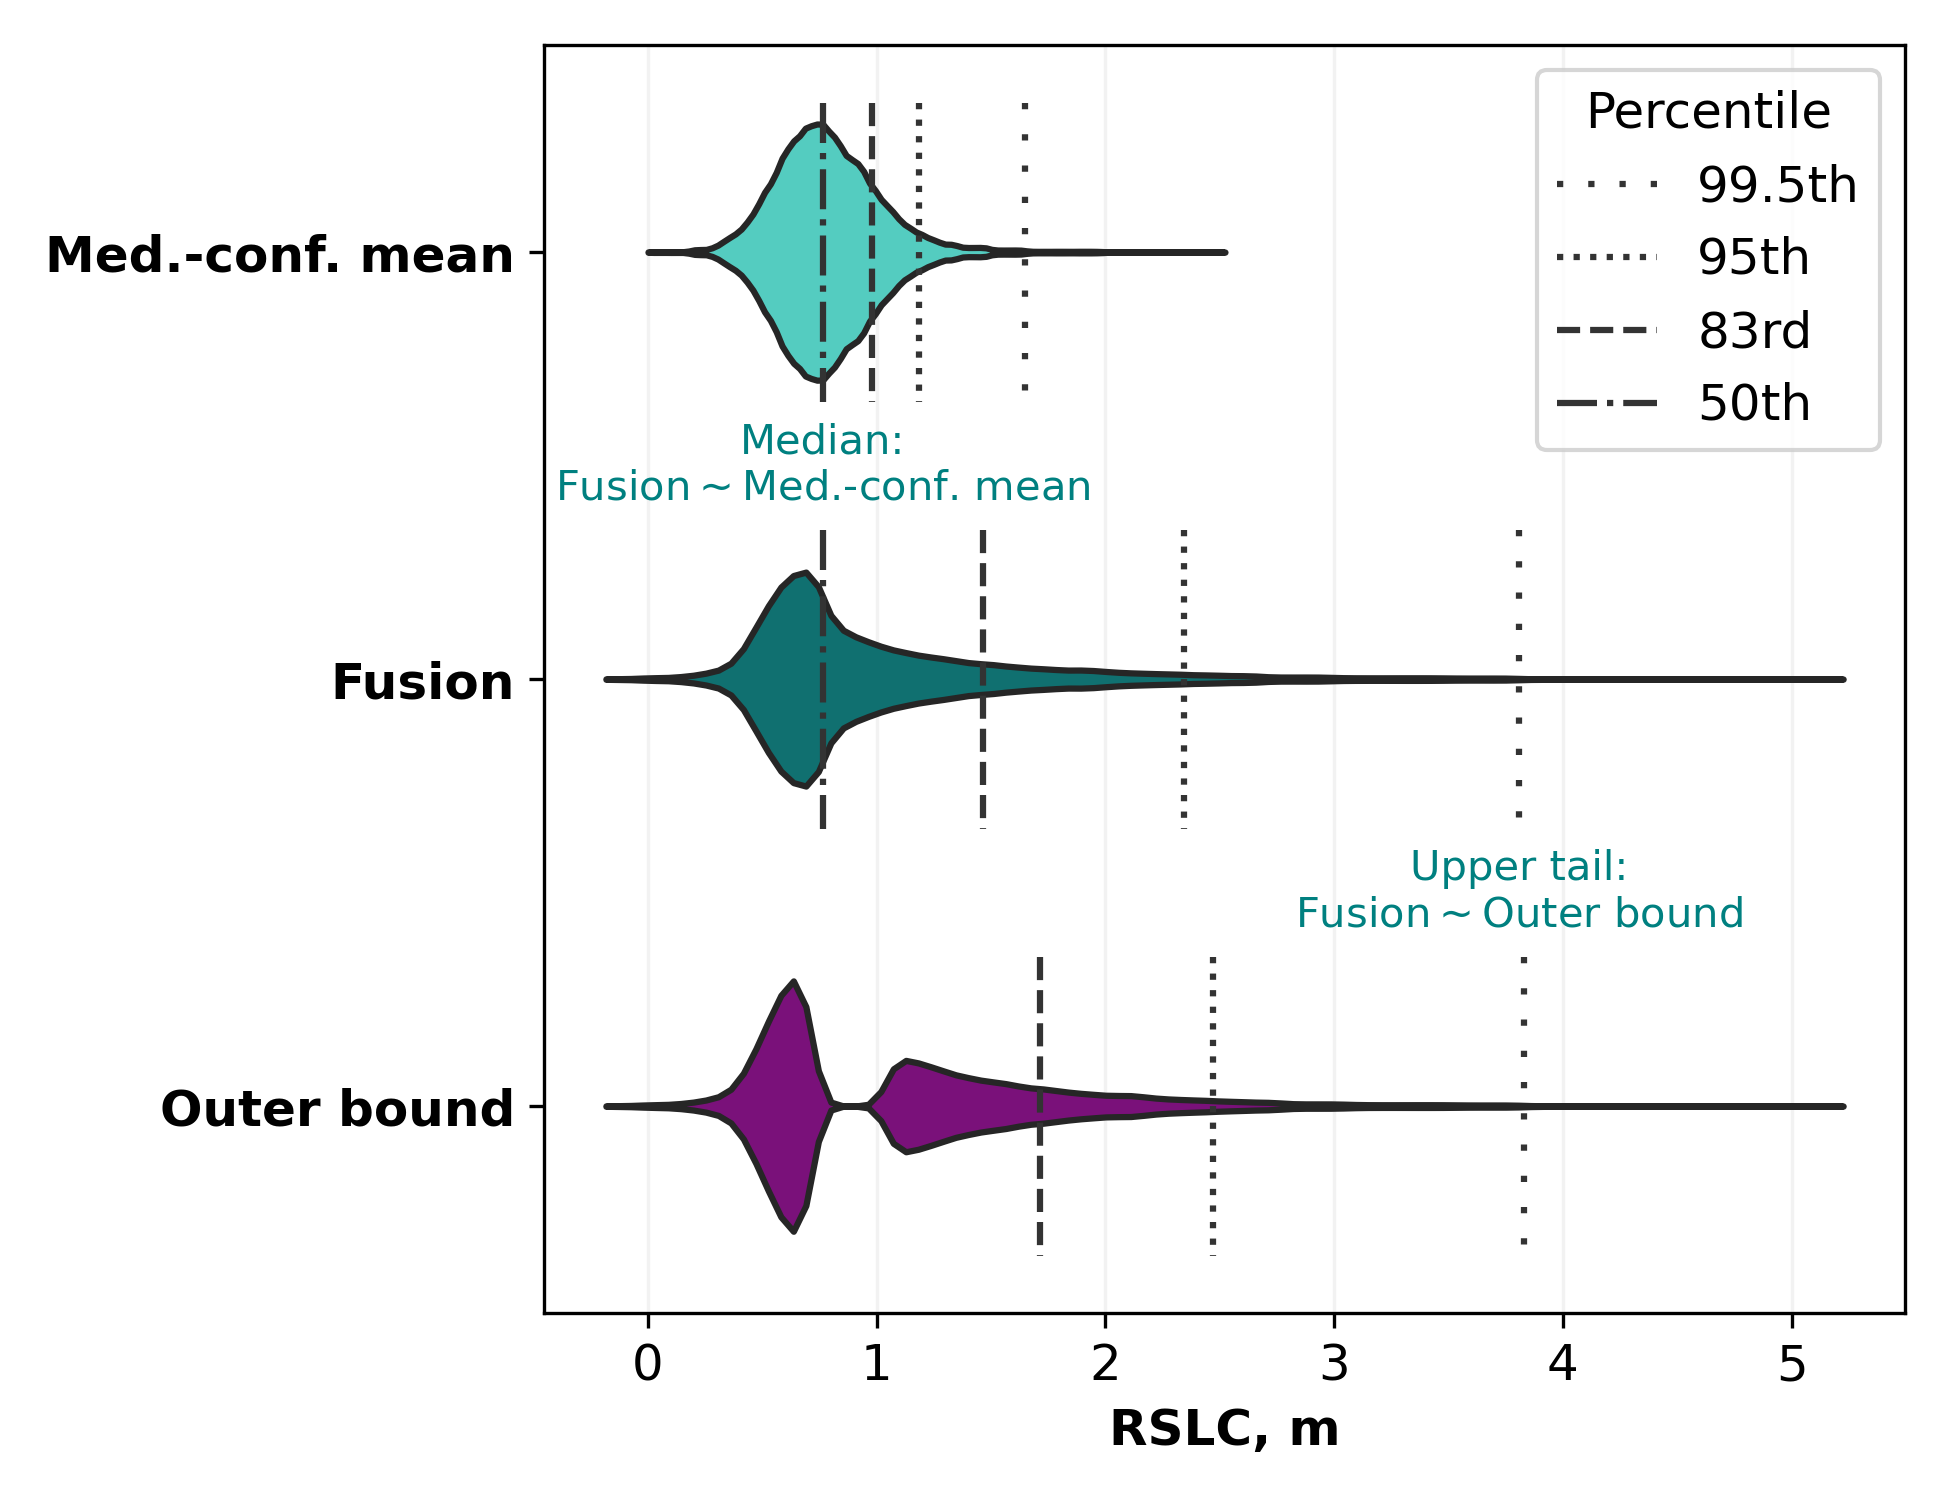 Percentile
99.5th
95th
83rd
50th
Med.-conf. mean
Median:
Fusion ~ Med.-conf. mean
Fusion
Upper tail:
Fusion ~ Outer bound
Outer bound
0 1 2 3 4 5
RSLC, m